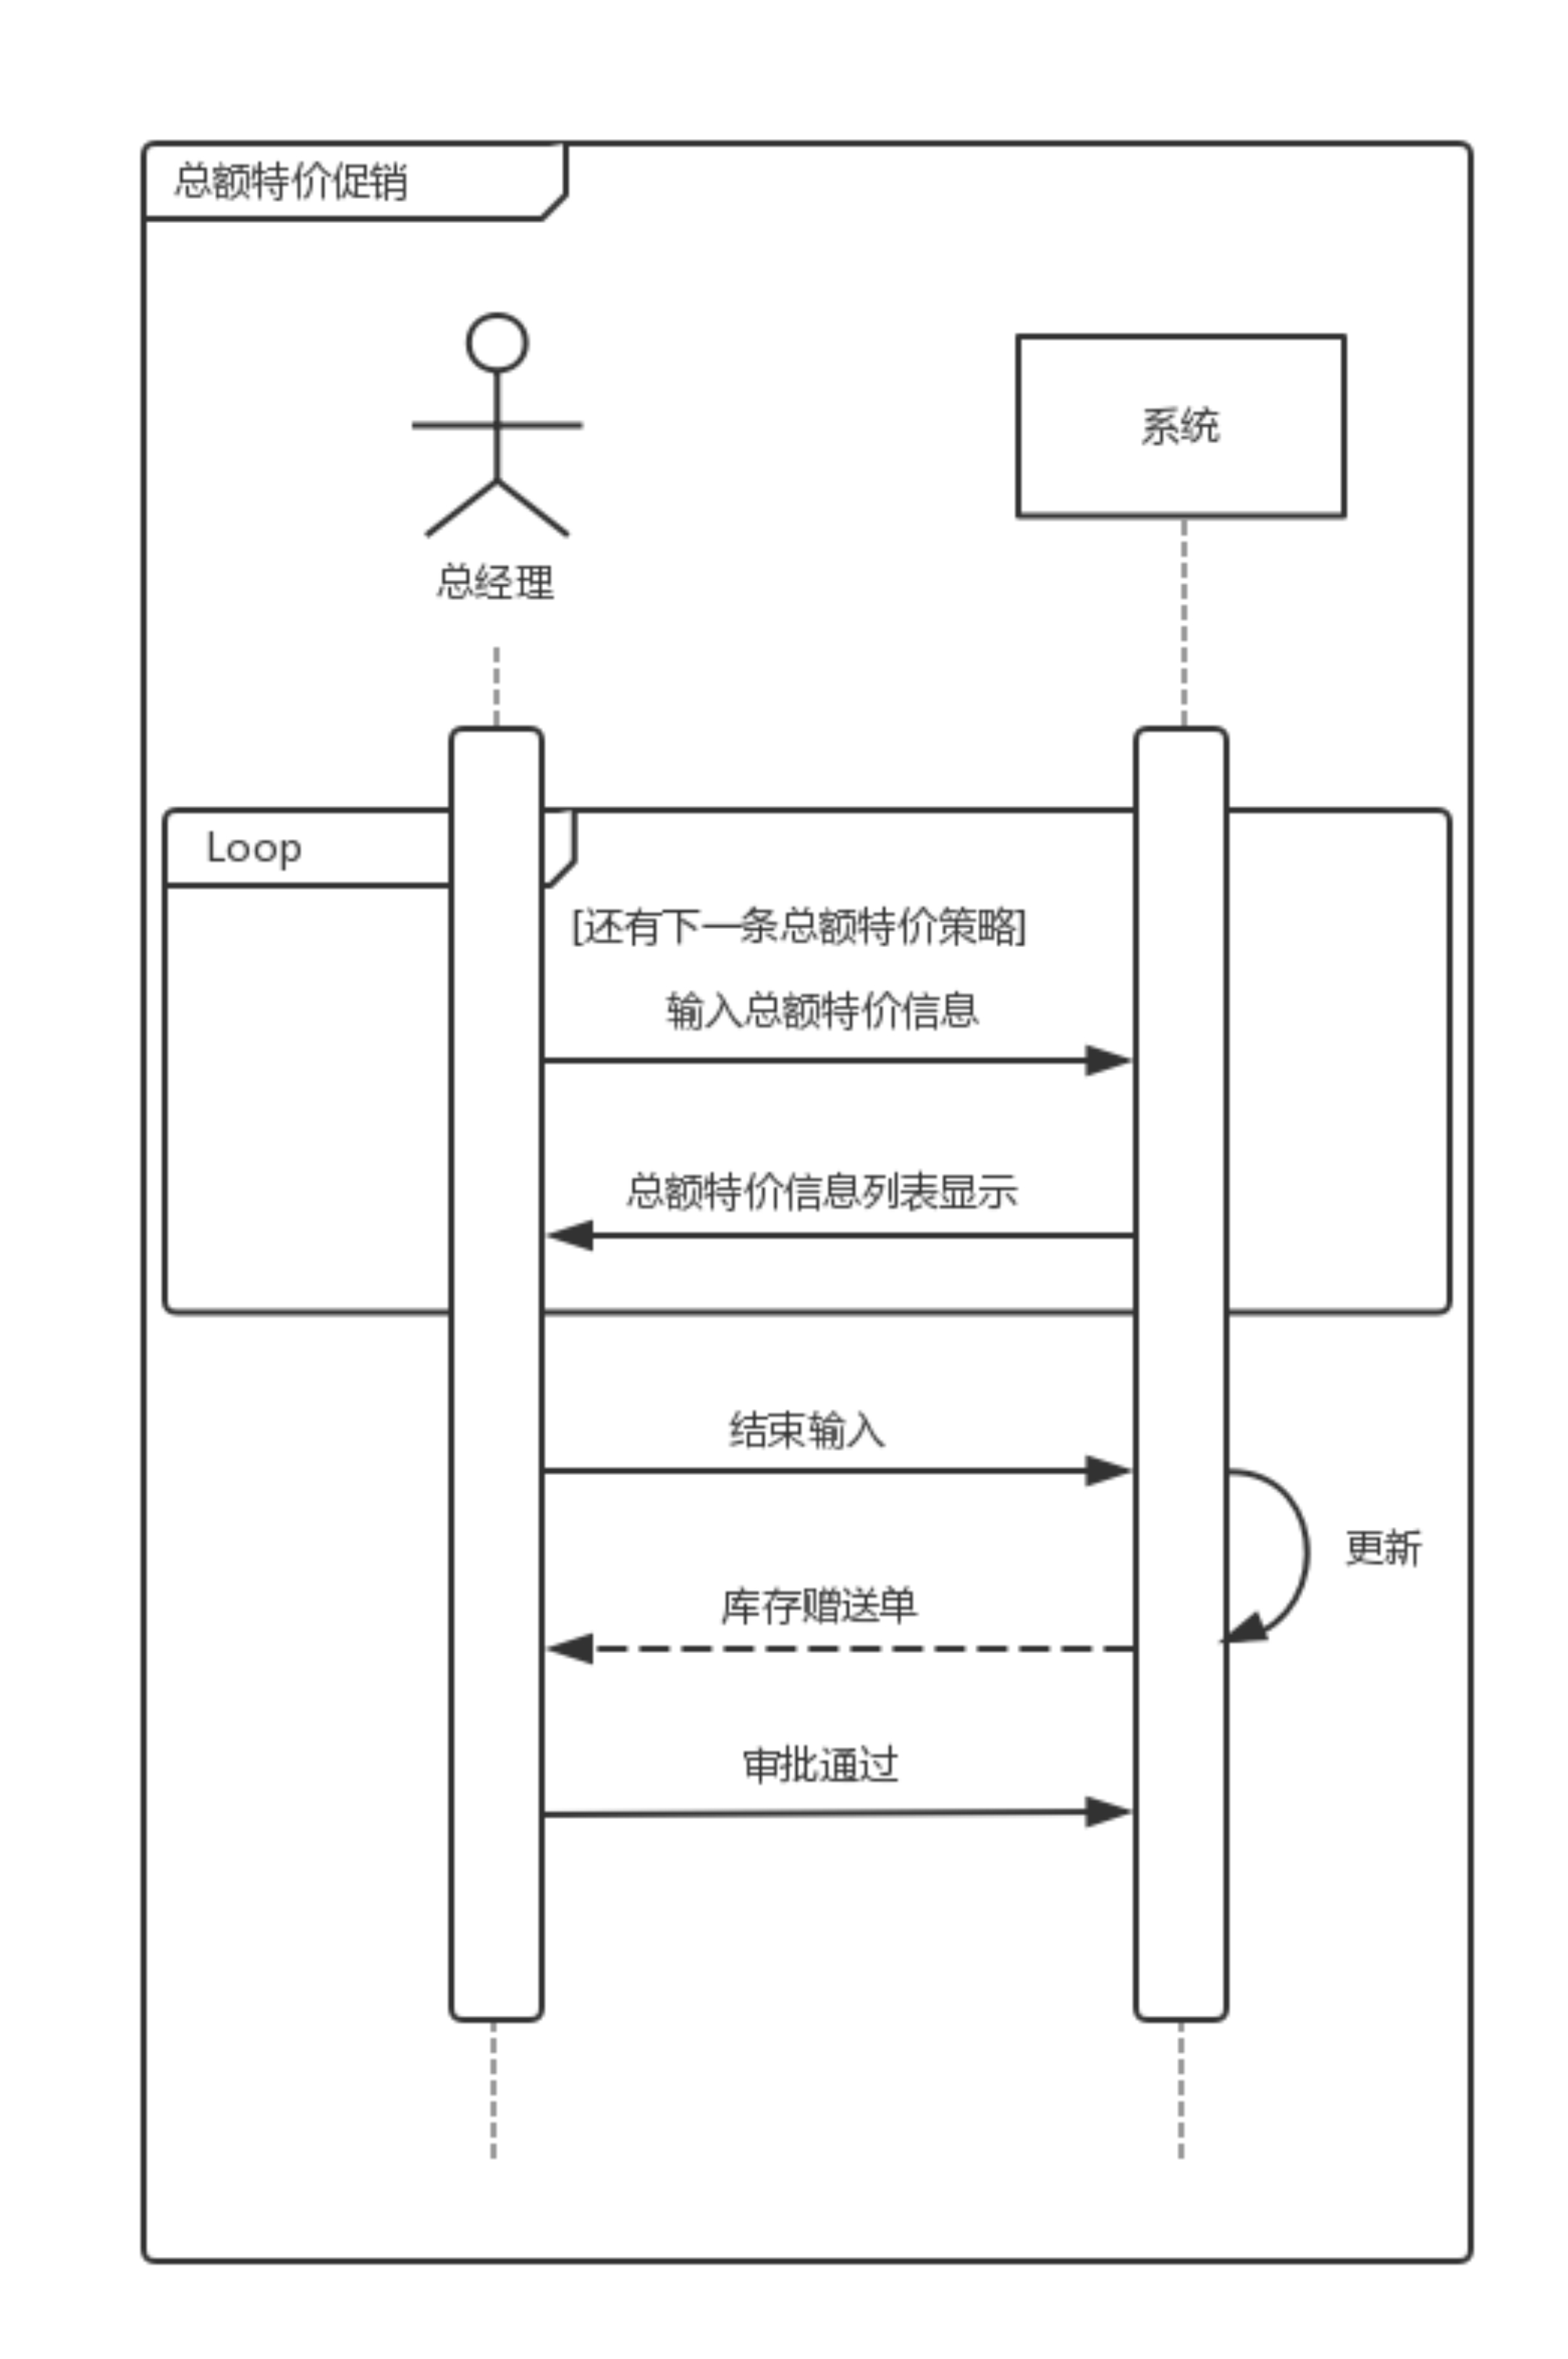 总额特价促销
系统
总经理
Loop
[还有下一条总额特价策略]
输入总额特价信息
总额特价信息列表显示
结束输入
更新
库存赠送单
审批通过